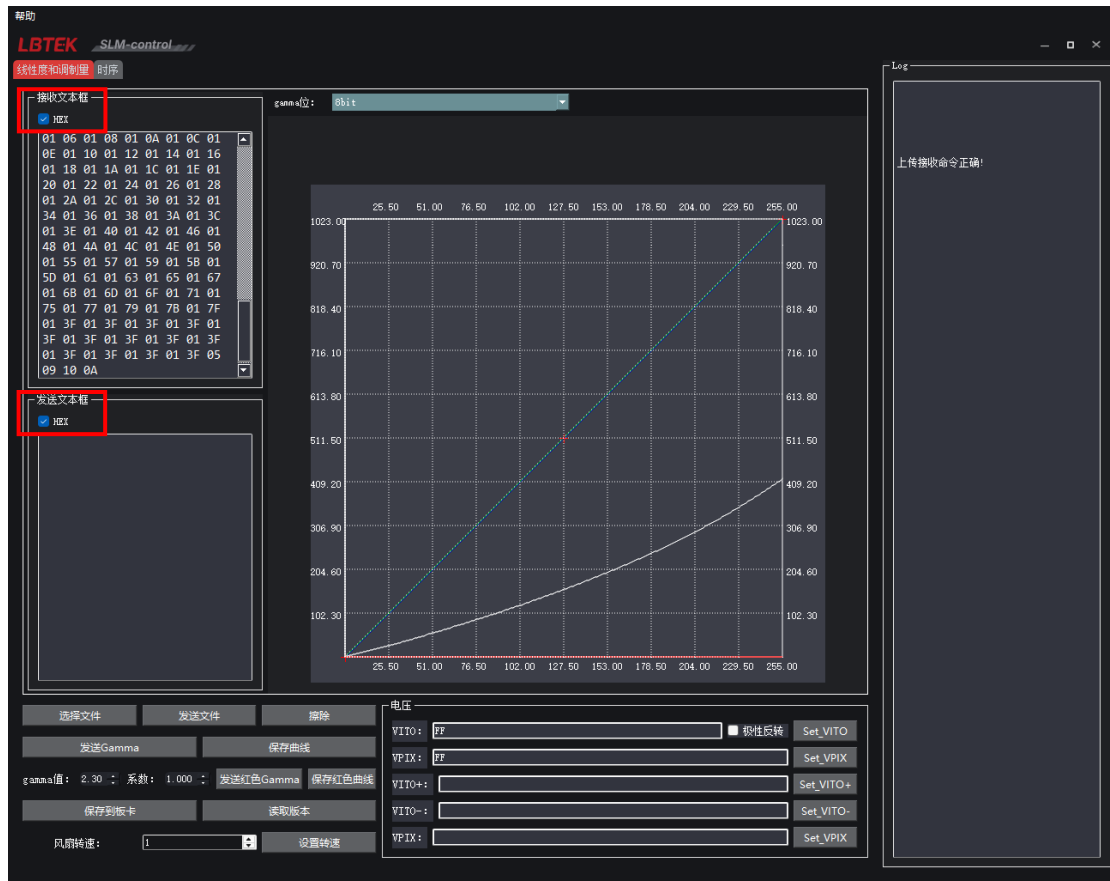 帮助
LBTEK SLM-control
线性度和调制量 时序
接收文本框
HEX
01 06 01 08 01 0A 01 0C 01
0E 01 10 01 12 01 14 01 16
01 18 01 1A 01 1C 01 1E 01
20 01 22 01 24 01 26 01 28
01 2A 01 2C 01 30 01 32 01
34 01 36 01 38 01 3A 01 3C
01 3E 01 40 01 42 01 46 01
48 01 4A 01 4C 01 4E 01 50
01 55 01 57 01 59 01 5B 01
5D 01 61 01 63 01 65 01 67
01 6B 01 6D 01 6F 01 71 01
75 01 77 01 79 01 7B 01 7F
01 3F 01 3F 01 3F 01 3F 01
3F 01 3F 01 3F 01 3F 01 3F
01 3F 01 3F 01 3F 01 3F 05
09 10 0A
发送文本框
HEX
gamma位: 8bit
25.50 51.00 76.50 102.00 127.50 153.00 178.50 204.00 229.50 255.00
1023.00 1023.00
920.70 920.70
818.40 818.40
716.10 716.10
613.80 613.80
511.50 511.50
409.20 409.20
306.90 306.90
204.60 204.60
102.30 102.30
25.50 51.00 76.50 102.00 127.50 153.00 178.50 204.00 229.50 255.00
Log
上传接收命令正确!
选择文件 发送文件 擦除
发送Gamma 保存曲线
gamma值: 2.30 系数: 1.000 发送红色Gamma 保存红色曲线
保存到板卡 读取版本
风扇转速: 1 设置转速
电压
VITO: FF 极性反转 Set_VITO
VPIX: FF Set_VPIX
VITO+: Set_VITO+
VITO-: Set_VITO-
VPIX: Set_VPIX